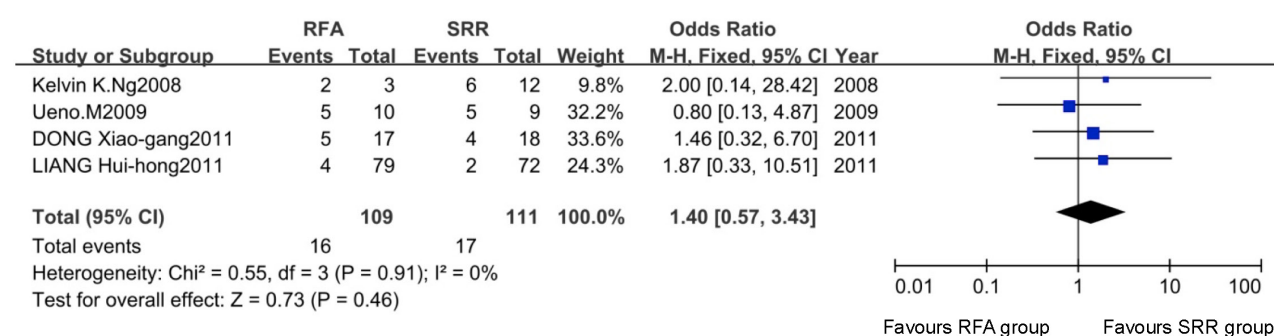 RFA SRR Odds Ratio Odds Ratio
Study or Subgroup Events Total Events Total Weight M-H, Fixed, 95% CI Year M-H, Fixed, 95% CI
Kelvin K.Ng2008 2 3 6 12 9.8% 2.00 [0.14, 28.42] 2008
Ueno.M2009 5 10 5 9 32.2% 0.80 [0.13, 4.87] 2009
DONG Xiao-gang2011 5 17 4 18 33.6% 1.46 [0.32, 6.70] 2011
LIANG Hui-hong2011 4 79 2 72 24.3% 1.87 [0.33, 10.51] 2011
Total (95% CI) 109 111 100.0% 1.40 [0.57, 3.43]
Total events 16 17
Heterogeneity: Chi² = 0.55, df = 3 (P = 0.91); I² = 0%
Test for overall effect: Z = 0.73 (P = 0.46)
0.01 0.1 1 10 100
Favours RFA group Favours SRR group